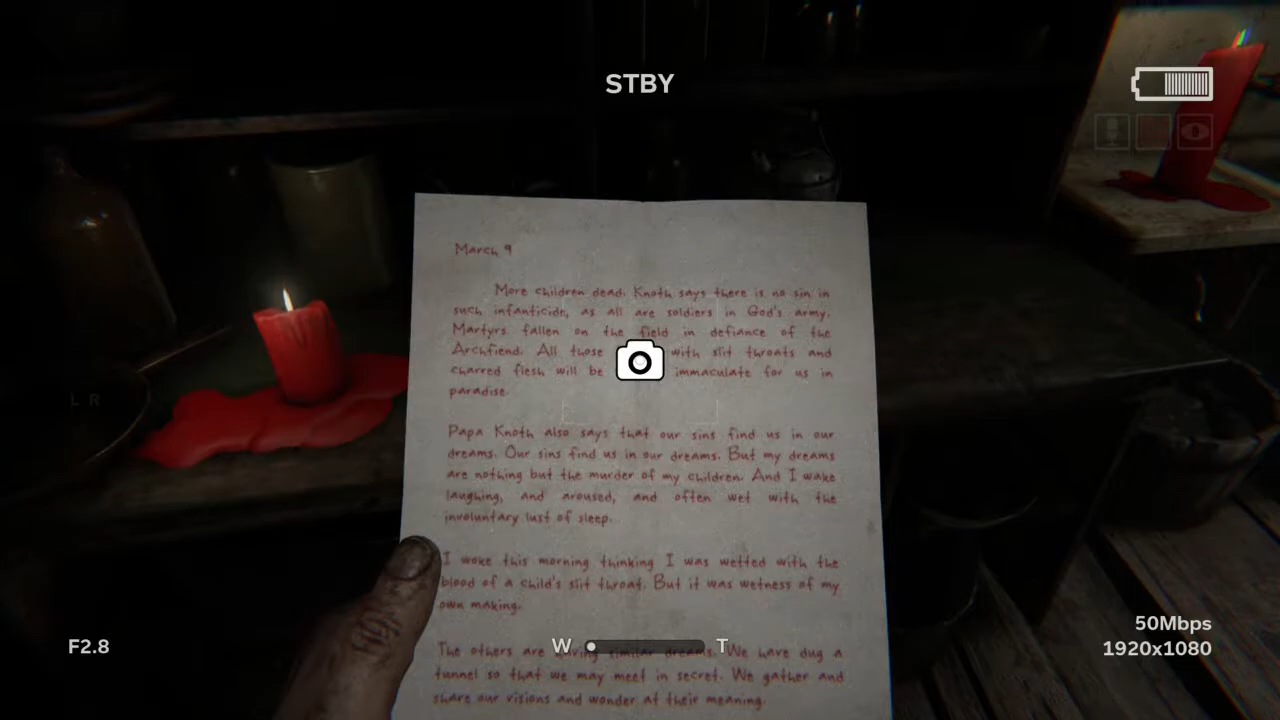 STBY
March 9
More children dead. Knoth says there is no sin in
such infanticide, as all are soldiers in God's army.
Martyrs fallen on the field in defiance of the
Archfiend. All those with slit throats and
charred flesh will be immaculate for us in
paradise.
Papa Knoth also says that our sins find us in our
dreams. Our sins find us in our dreams. But my dreams
are nothing but the murder of my children. And I wake
laughing, and aroused, and often wet with the
involuntary lust of sleep.
I woke this morning thinking I was wetted with the
blood of a child's slit throat. But it was wetness of my
own making.
The others are having similar dreams. We have dug a
tunnel so that we may meet in secret. We gather and
share our visions and wonder at their meaning.
L R
F2.8
W T
50Mbps
1920x1080